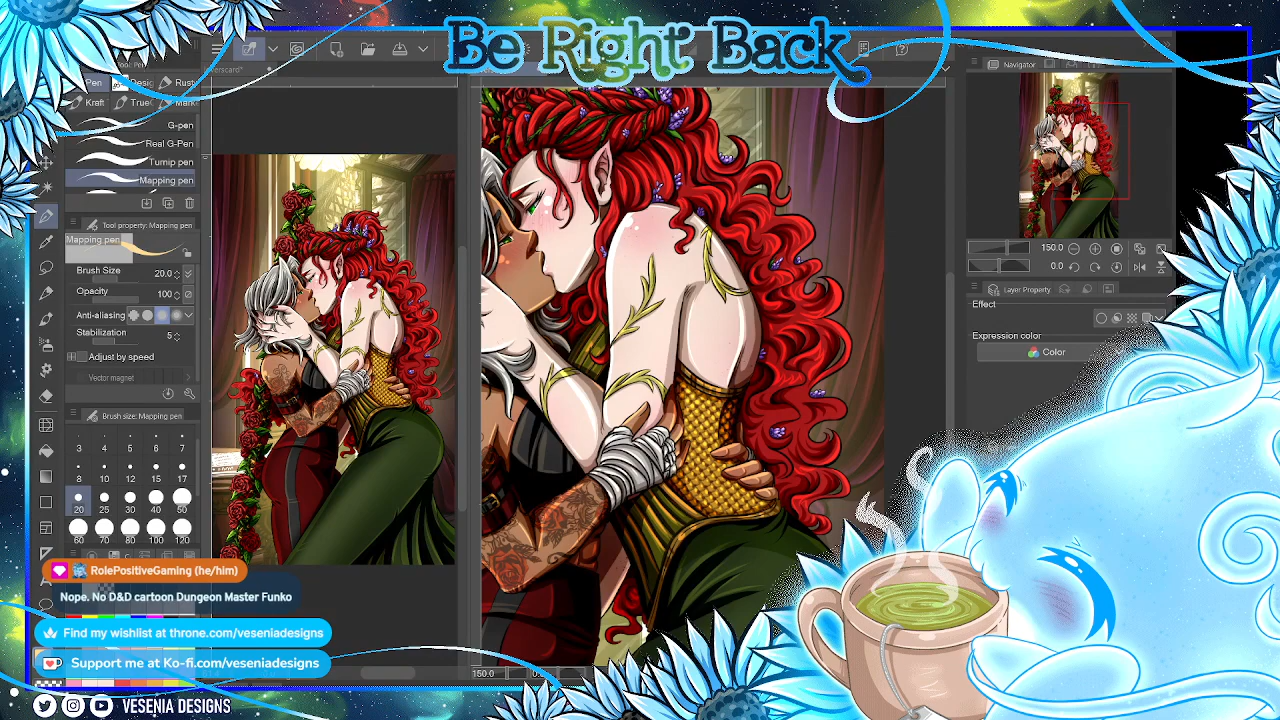 Be Right Back
Pen
Kraft
G-pen
Real G-Pen
Turnip pen
Mapping pen
Tool property: Mapping pen
Mapping pen
Brush Size 20.0
Opacity 100
Anti-aliasing
Stabilization 5
Adjust by speed
Vector magnet
Brush size: Mapping pen
3 4 5 6 7
8 10 12 15 17
20 25 30 40 50
60 70 80 100 120
RolePositiveGaming (he/him)
Nope. No D&D cartoon Dungeon Master Funko
Find my wishlist at throne.com/veseniadesigns
Support me at Ko-fi.com/veseniadesigns
VESENIA DESIGNS
150.0
Navigator
150.0
0.0
Layer Property
Effect
Expression color
Color